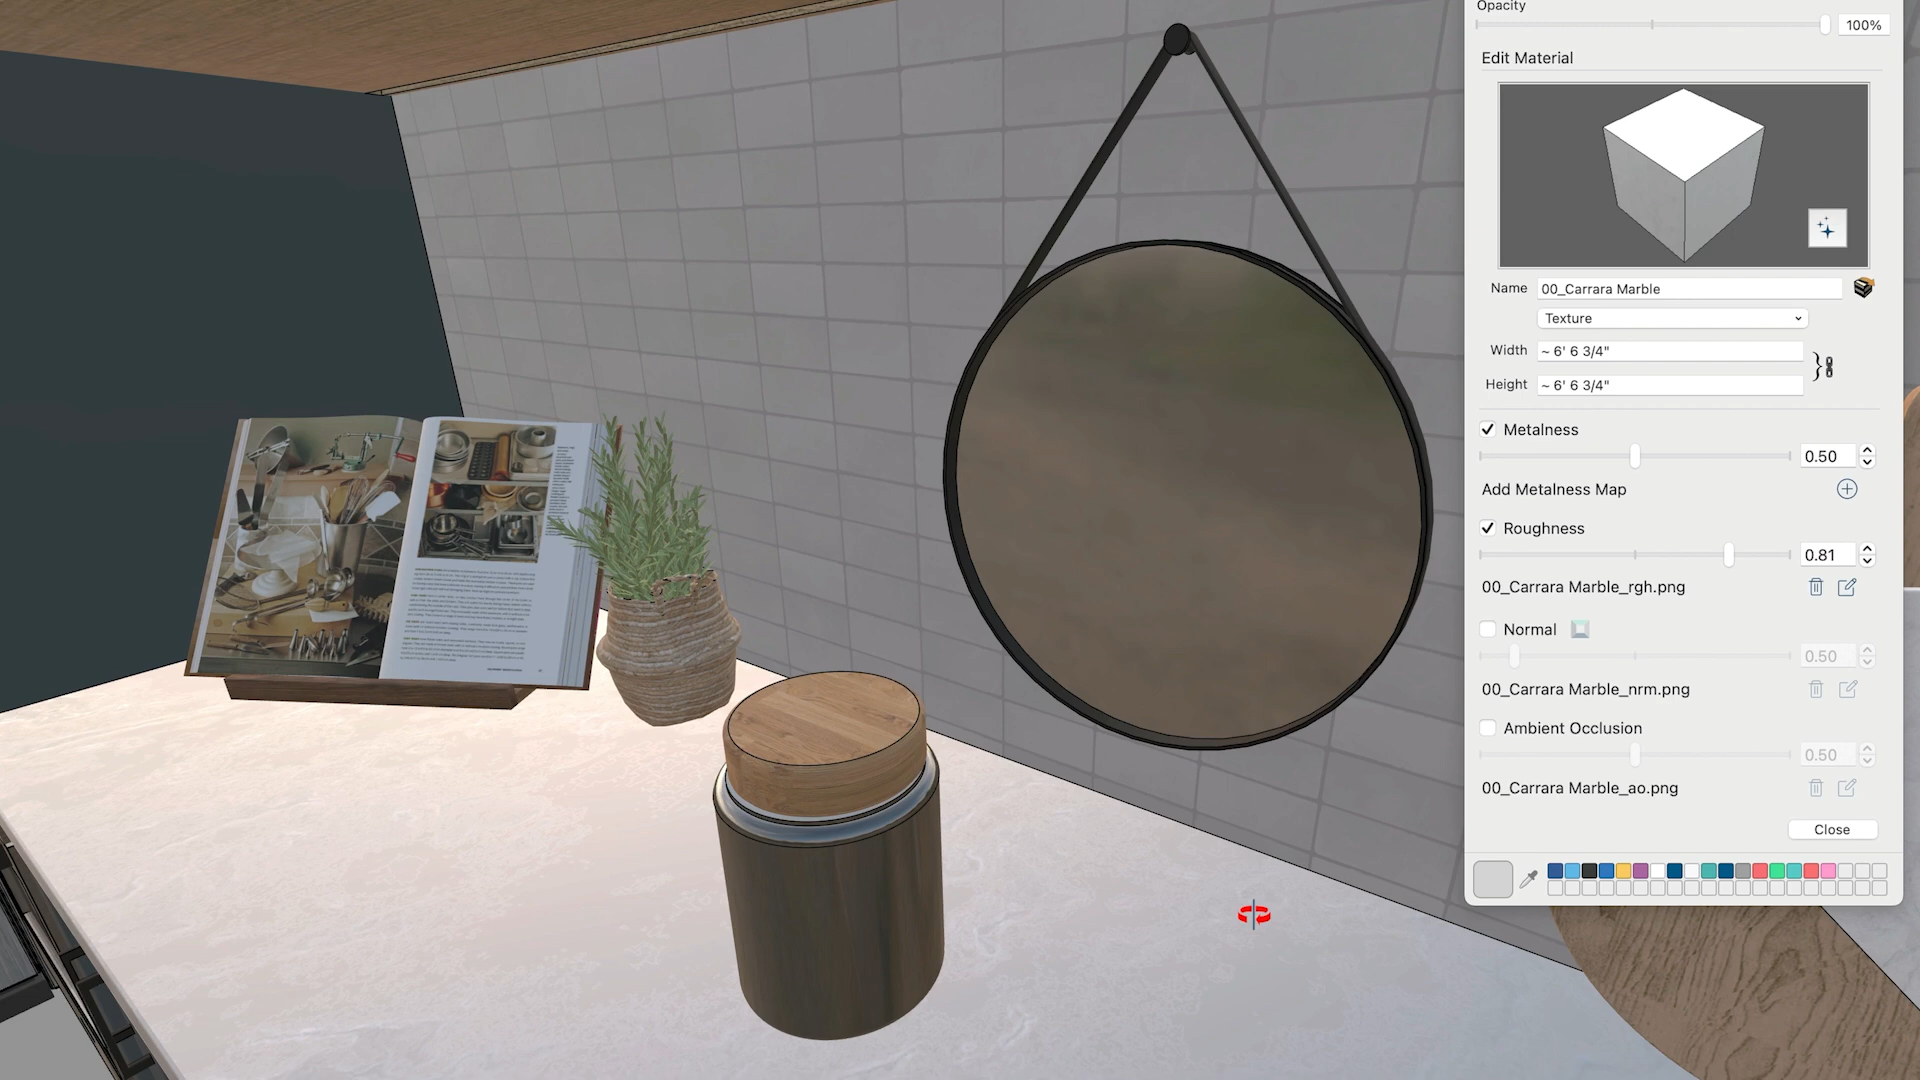 Opacity
100%
Edit Material
Name 00_Carrara Marble
Texture
Width ~ 6' 6 3/4"
Height ~ 6' 6 3/4"
Metalness
0.50
Add Metalness Map
Roughness
0.81
00_Carrara Marble_rgh.png
Normal
0.50
00_Carrara Marble_nrm.png
Ambient Occlusion
0.50
00_Carrara Marble_ao.png
Close